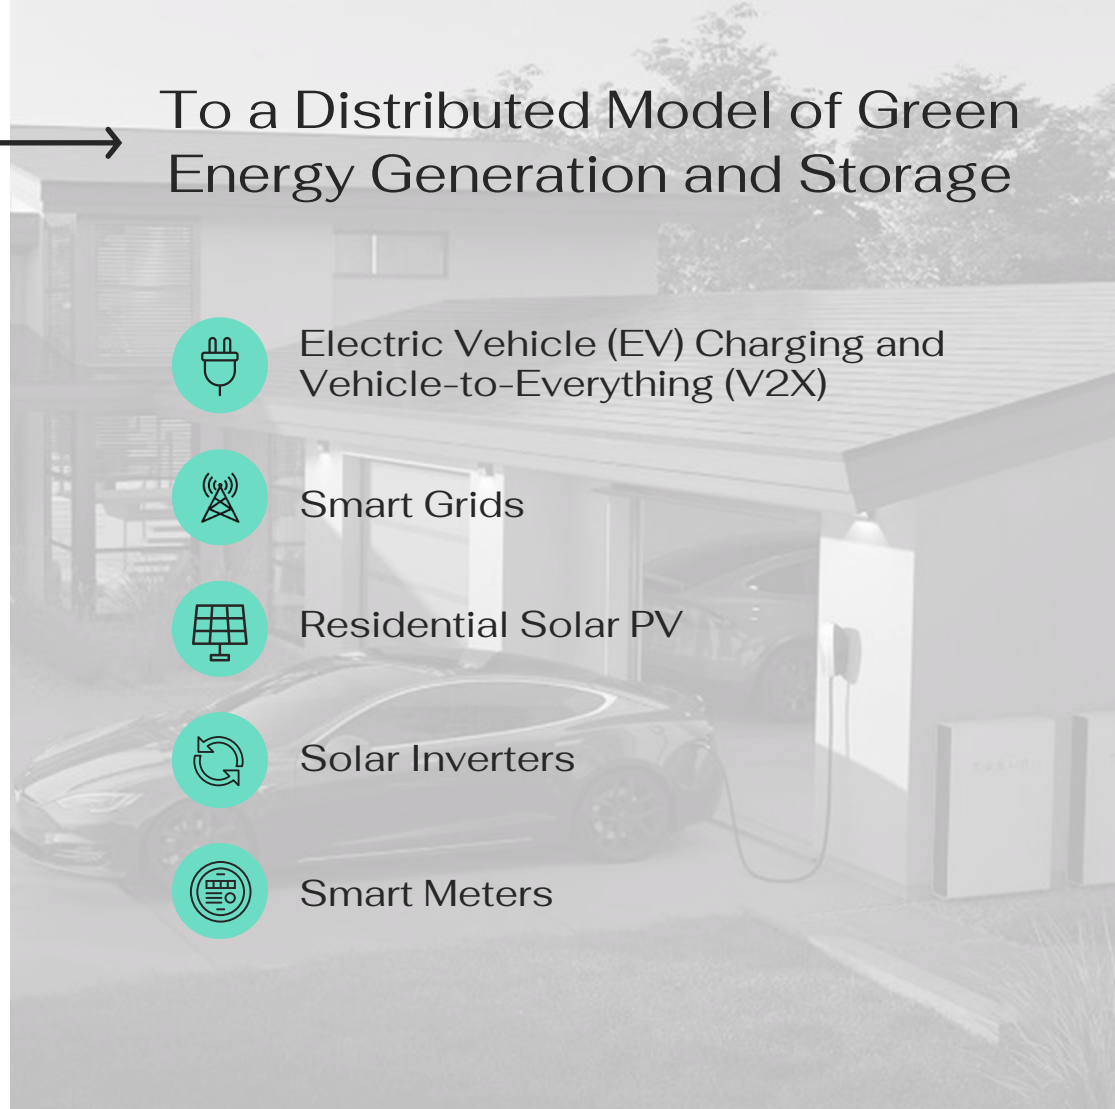 To a Distributed Model of Green
Energy Generation and Storage
Electric Vehicle (EV) Charging and
Vehicle-to-Everything (V2X)
Smart Grids
Residential Solar PV
Solar Inverters
Smart Meters
TESLA